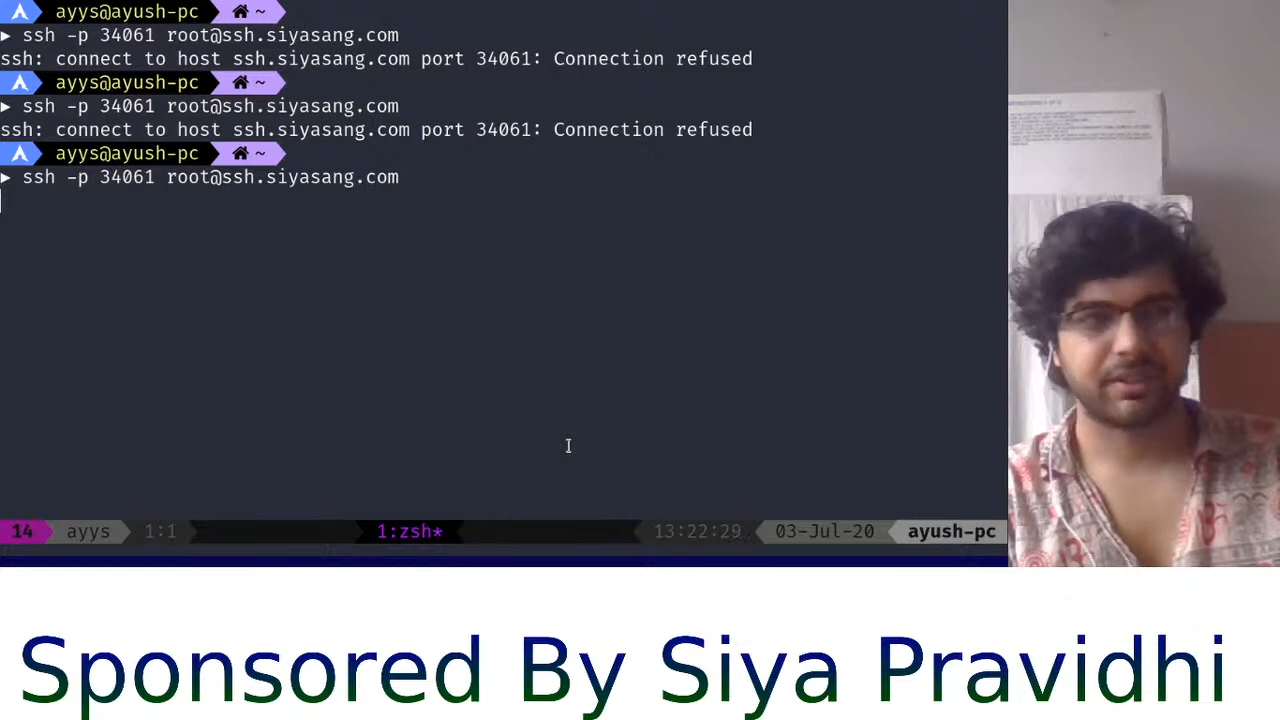 ayys@ayush-pc ~
▶ ssh -p 34061 root@ssh.siyasang.com
ssh: connect to host ssh.siyasang.com port 34061: Connection refused
ayys@ayush-pc ~
▶ ssh -p 34061 root@ssh.siyasang.com
ssh: connect to host ssh.siyasang.com port 34061: Connection refused
ayys@ayush-pc ~
▶ ssh -p 34061 root@ssh.siyasang.com
14 ayys 1:1 1:zsh* 13:22:29 03-Jul-20 ayush-pc
Sponsored By Siya Pravidhi